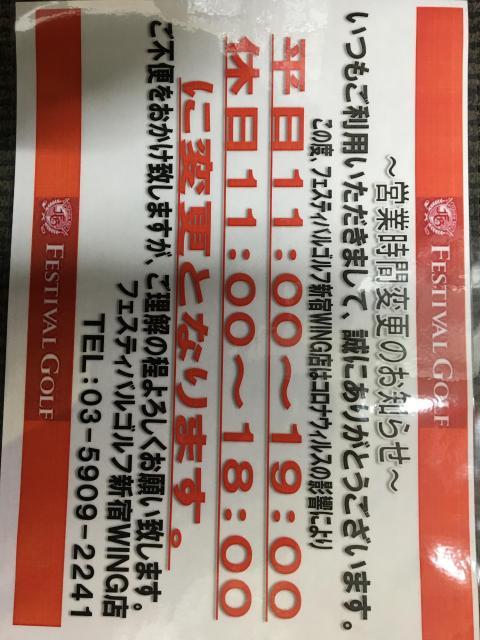 FESTIVAL GOLF
〜営業時間変更のお知らせ〜
いつもご利用いただきまして、誠にありがとうございます。
この度、フェスティバルゴルフ新宿WING店はコロナウィルスの影響により
平日11:00〜19:00
休日11:00〜18:00
に変更となります。
ご不便をおかけ致しますが、ご理解の程よろしくお願い致します。
フェスティバルゴルフ新宿WING店
TEL:03-5909-2241
FESTIVAL GOLF